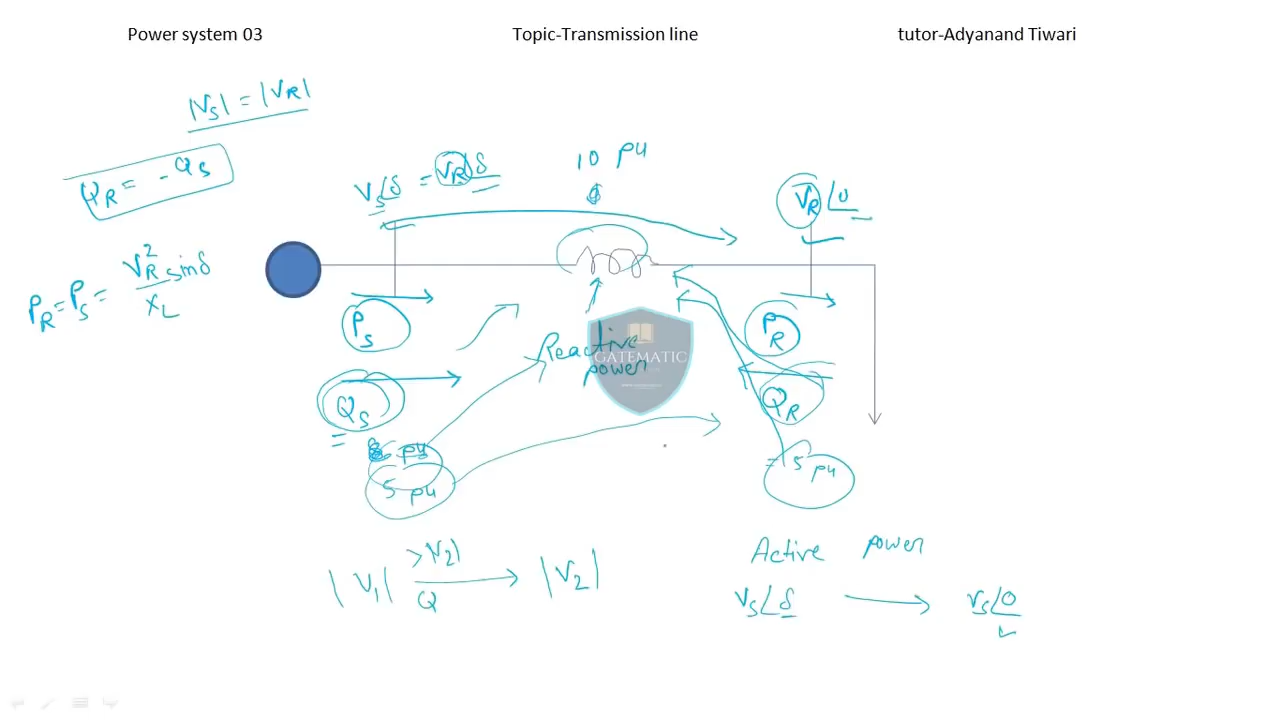 Power system 03
Topic-Transmission line
tutor-Adyanand Tiwari
|VS| = |VR|
QR = - QS
PR = PS = VR² sinδ / XL
VS∠δ = VR∠δ
10 pu
VR∠0
PS
PR
Reactive
power
GATEMATIC
QS
QR
=
pu
5 pu
= 5 pu
|V1| >|V2| Q → |V2|
Active power
VS∠δ → VS∠0